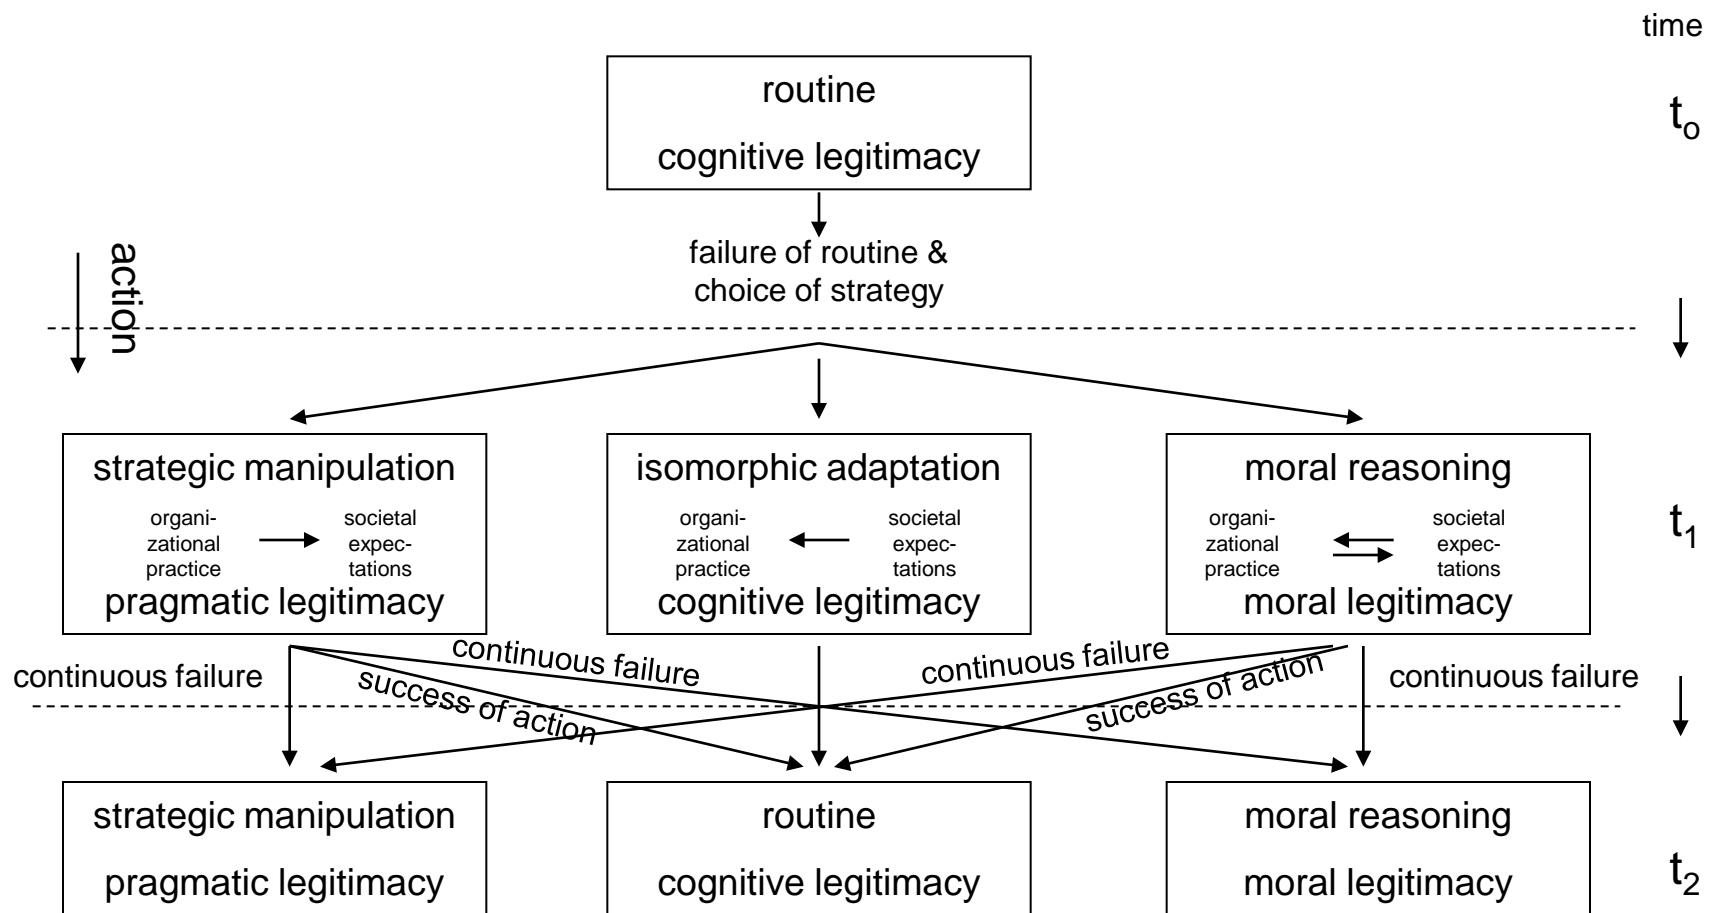 time
routine
cognitive legitimacy
to
failure of routine &
choice of strategy
action
strategic manipulation
organi-
zational
practice
societal
expec-
tations
pragmatic legitimacy
isomorphic adaptation
organi-
zational
practice
societal
expec-
tations
cognitive legitimacy
moral reasoning
organi-
zational
practice
societal
expec-
tations
moral legitimacy
t1
continuous failure
success of action
continuous failure
continuous failure
success of action
continuous failure
strategic manipulation
pragmatic legitimacy
routine
cognitive legitimacy
moral reasoning
moral legitimacy
t2